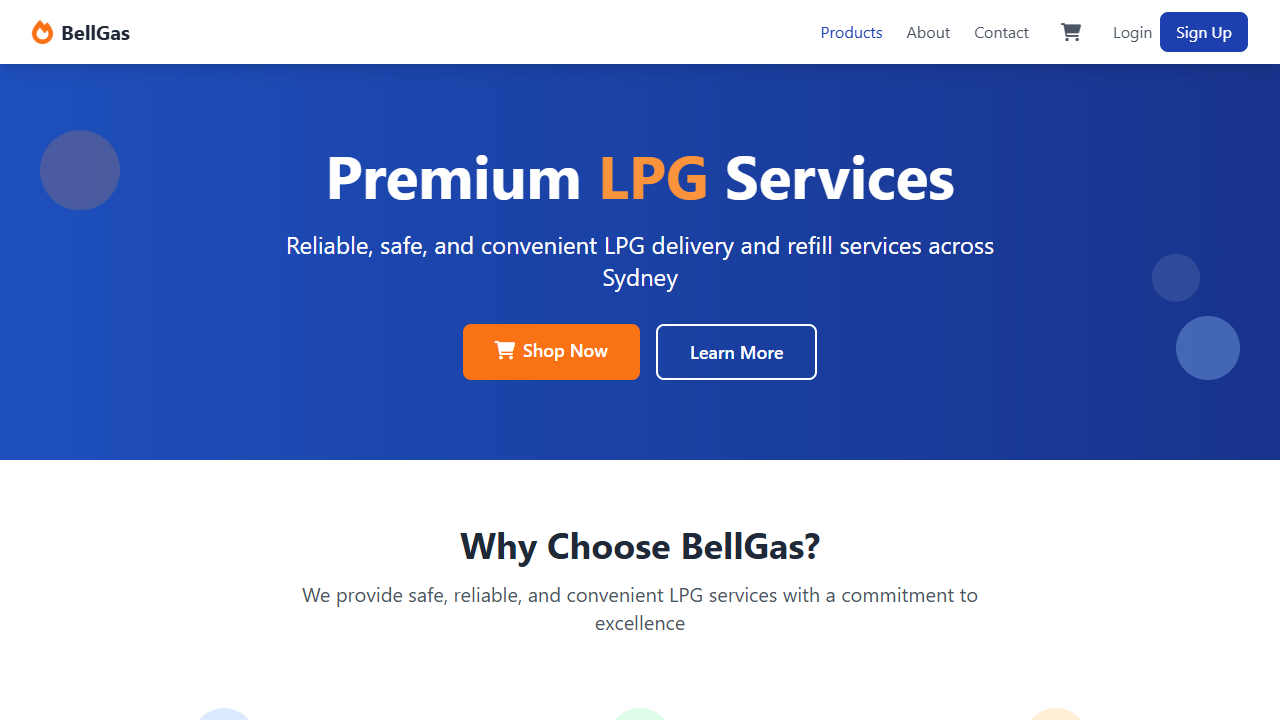 BellGas
Products About Contact Login Sign Up
Premium LPG Services
Reliable, safe, and convenient LPG delivery and refill services across
Sydney
Shop Now Learn More
Why Choose BellGas?
We provide safe, reliable, and convenient LPG services with a commitment to
excellence